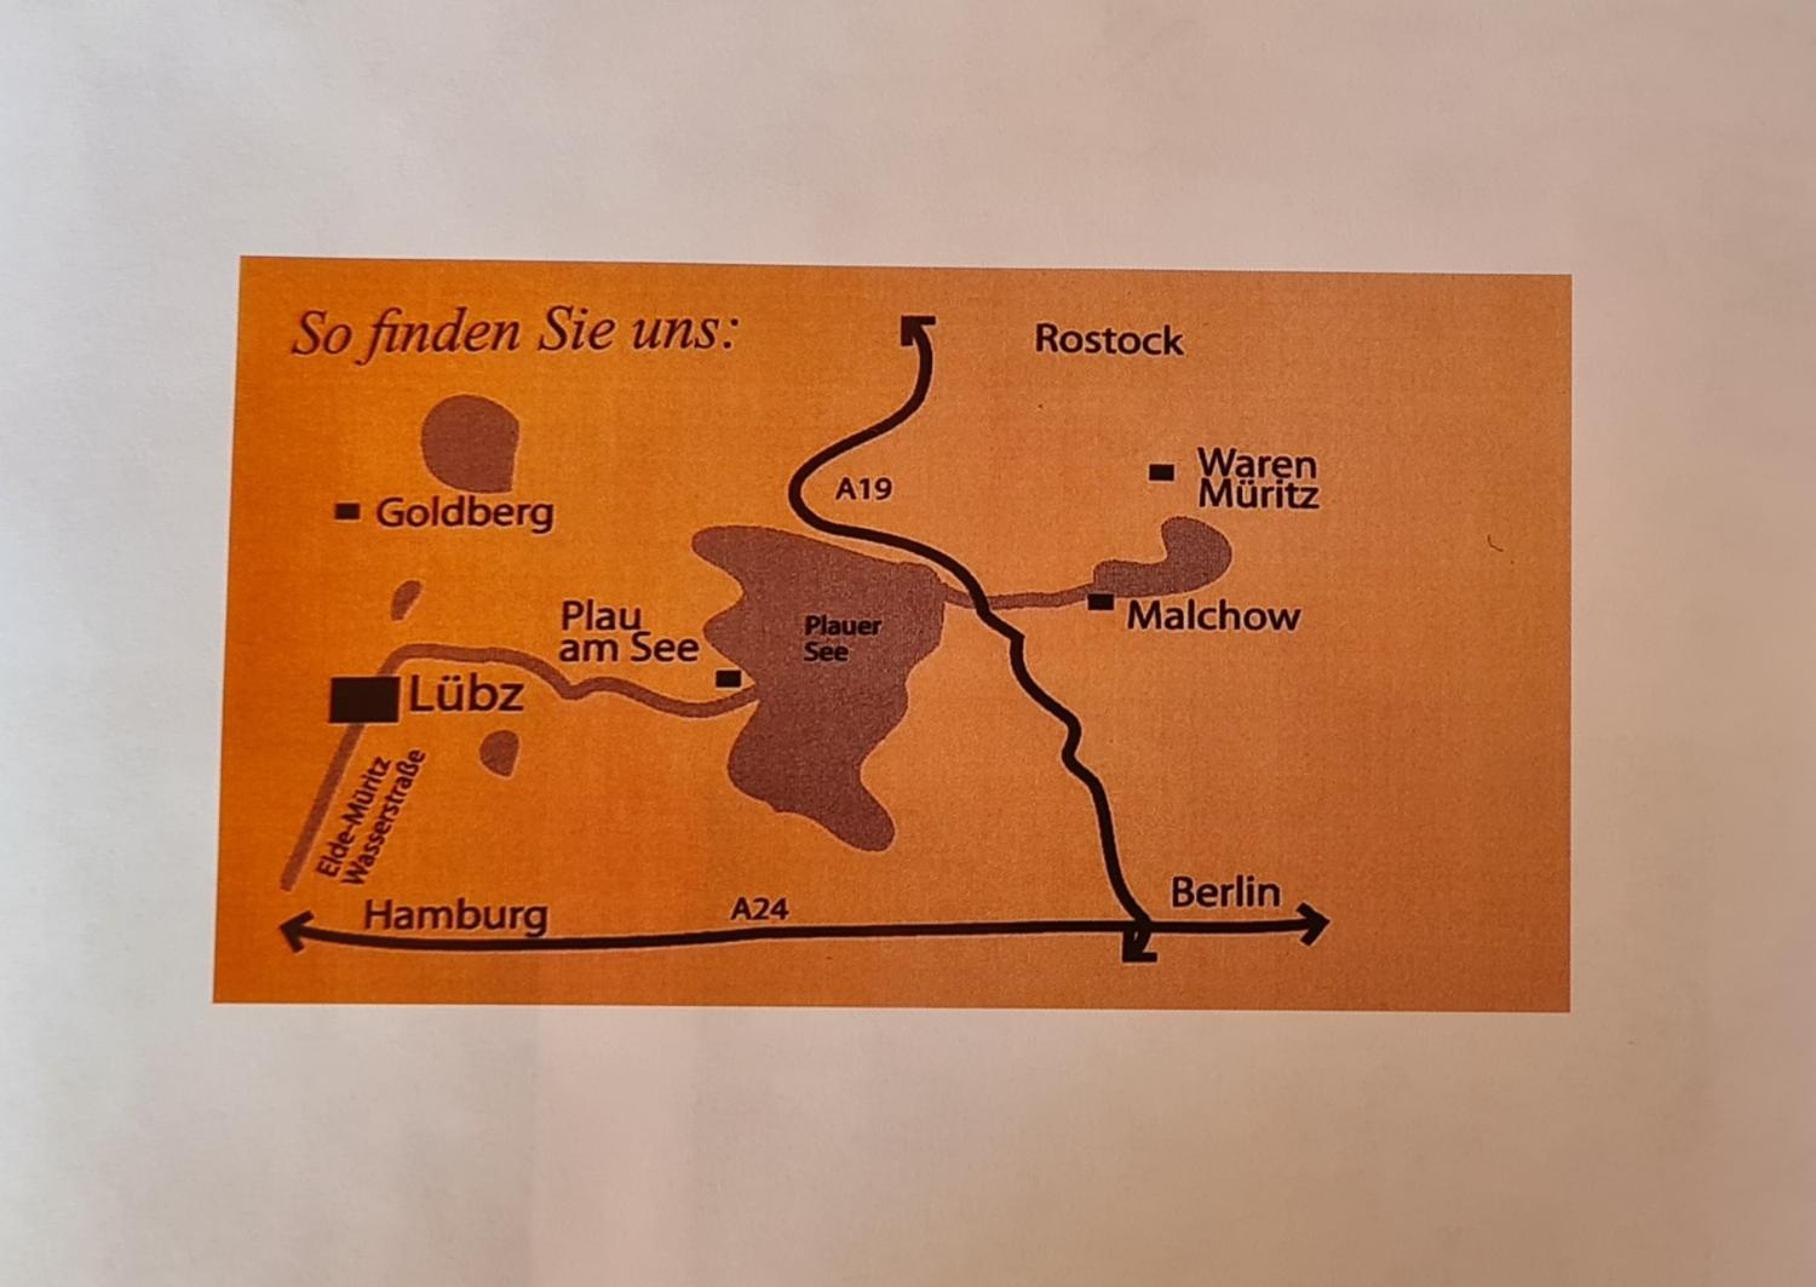 So finden Sie uns:
Rostock
A19
Waren
Müritz
Goldberg
Plau
am See
Plauer
See
Malchow
Lübz
Elde-Müritz
Wasserstraße
Hamburg
A24
Berlin